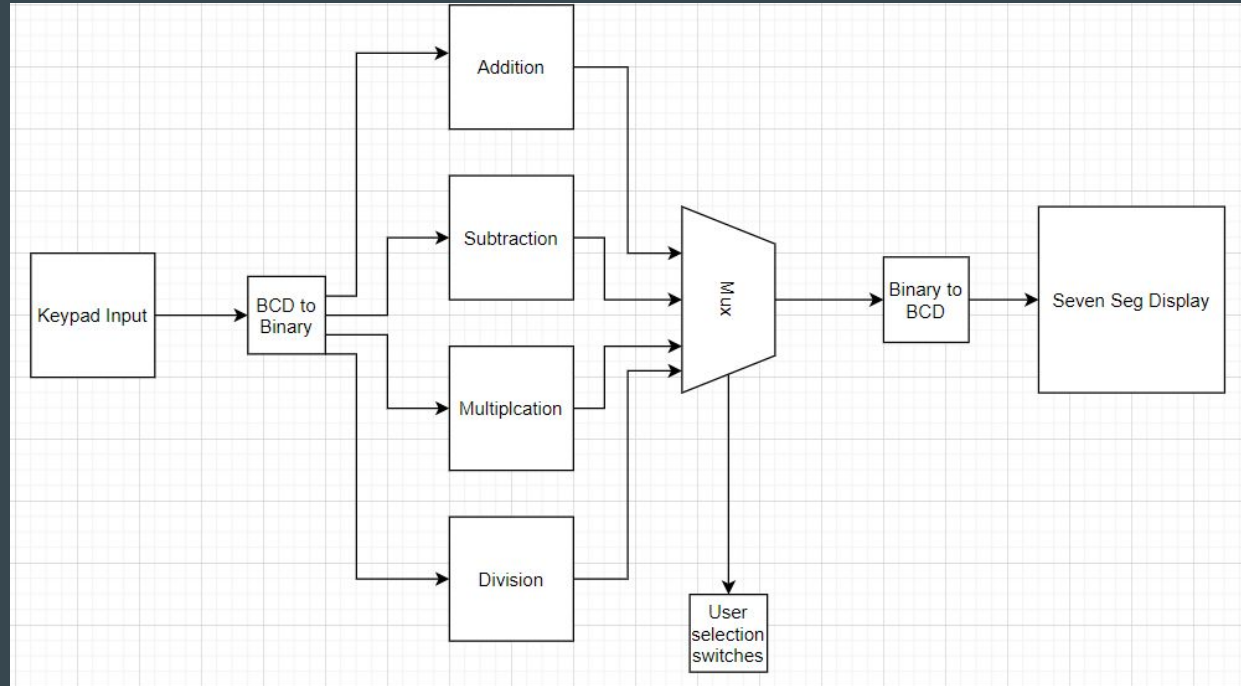 Addition
Subtraction
Keypad Input
BCD to
Binary
Multiplcation
Division
Mux
Binary to
BCD
Seven Seg Display
User
selection
switches